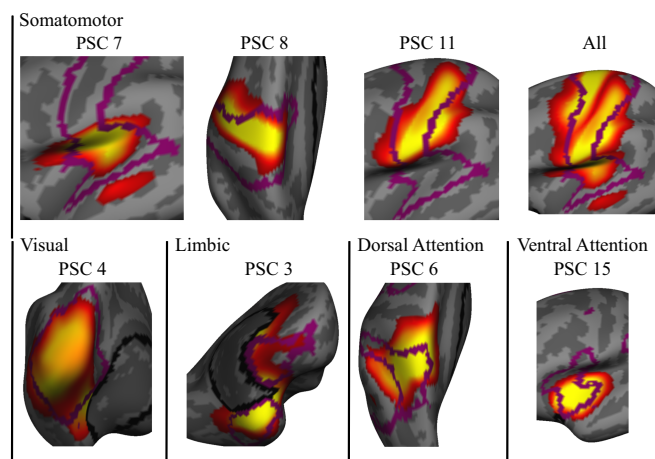 Somatomotor
PSC 7 PSC 8 PSC 11 All
Visual Limbic Dorsal Attention Ventral Attention
PSC 4 PSC 3 PSC 6 PSC 15